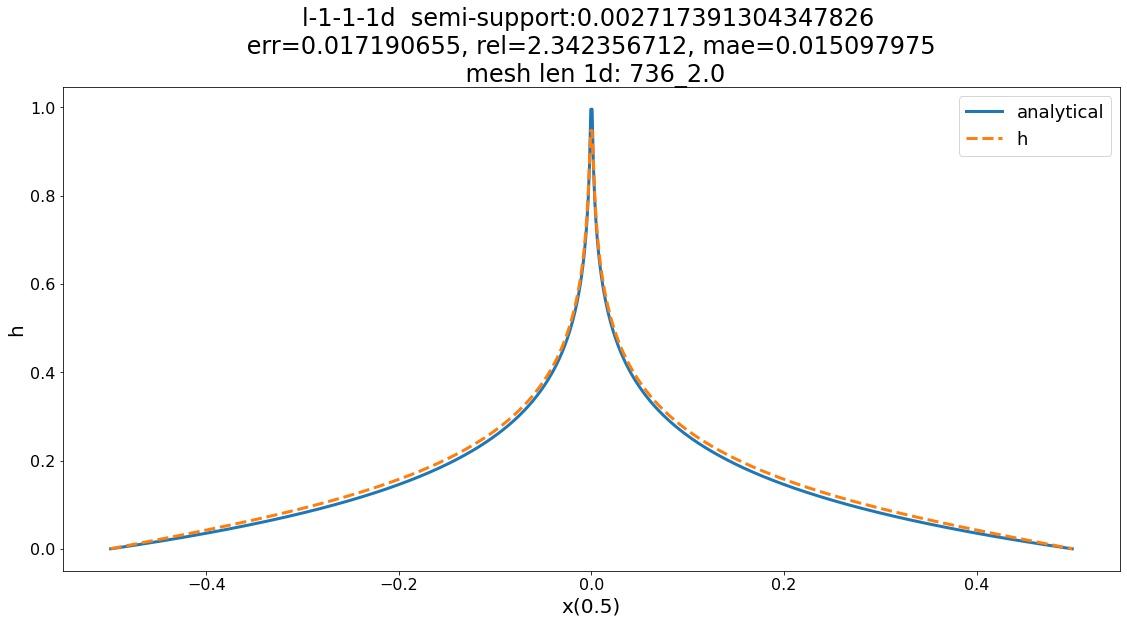 l-1-1-1d  semi-support:0.002717391304347826
err=0.017190655, rel=2.342356712, mae=0.015097975
mesh len 1d: 736_2.0
analytical
h
1.0
0.8
0.6
0.4
0.2
0.0
h
−0.4
−0.2
0.0
0.2
0.4
x(0.5)